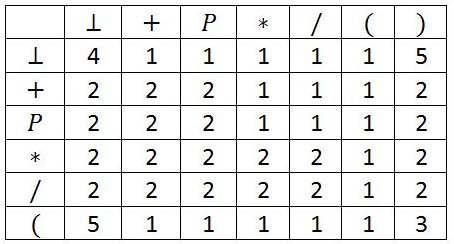 ⊥ + P * / ( )
⊥ 4 1 1 1 1 1 5
+ 2 2 2 1 1 1 2
P 2 2 2 1 1 1 2
* 2 2 2 2 2 1 2
/ 2 2 2 2 2 1 2
( 5 1 1 1 1 1 3